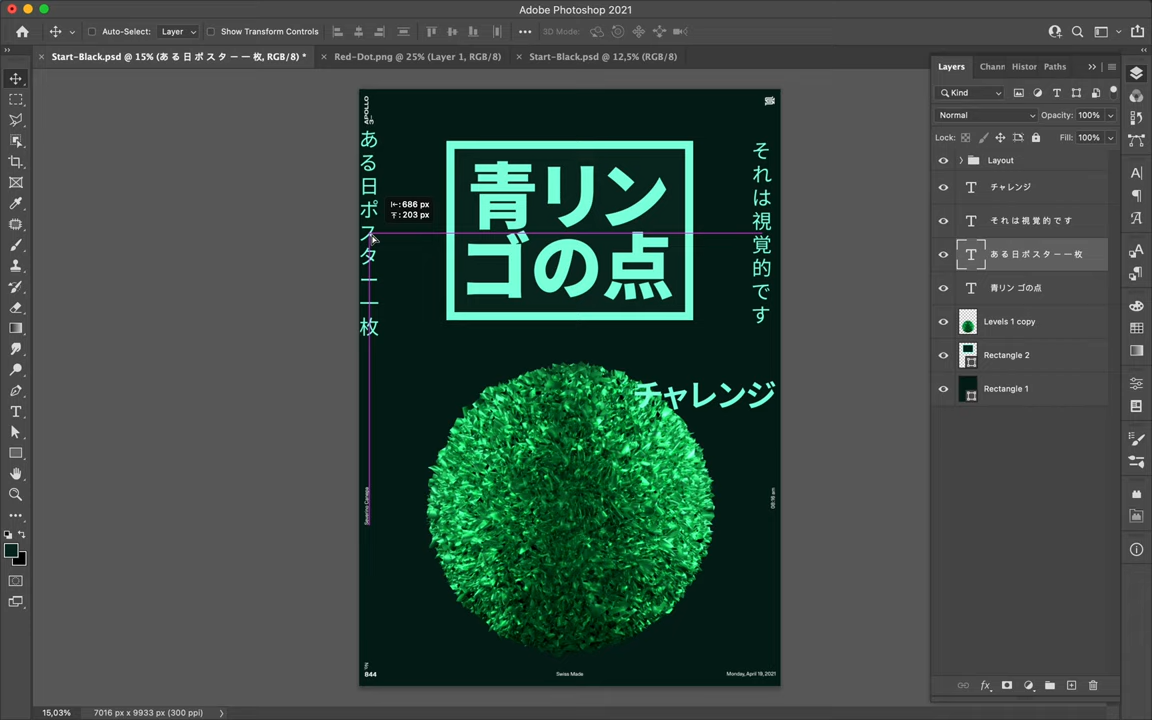 Adobe Photoshop 2021
Auto-Select:
Layer
Show Transform Controls
3D Mode:
Start-Black.psd @ 15% (あ る 日 ポ ス タ ー 一 枚, RGB/8) *
Red-Dot.png @ 25% (Layer 1, RGB/8)
Start-Black.psd @ 12,5% (RGB/8)
APOLLO
ある日ポスター一枚
686 px
203 px
青リン
ゴの点
それは視覚的です
チャレンジ
Severino Canepa
08:16 am
844
Swiss Made
Monday, April 19, 2021
Layers
Chann
Histor
Paths
Kind
Normal
Opacity: 100%
Lock:
Fill: 100%
Layout
チャレンジ
そ れ は 視 覚 的 で す
あ る 日 ポ ス タ ー 一 枚
青リン ゴの点
Levels 1 copy
Rectangle 2
Rectangle 1
15,03%
7016 px x 9933 px (300 ppi)